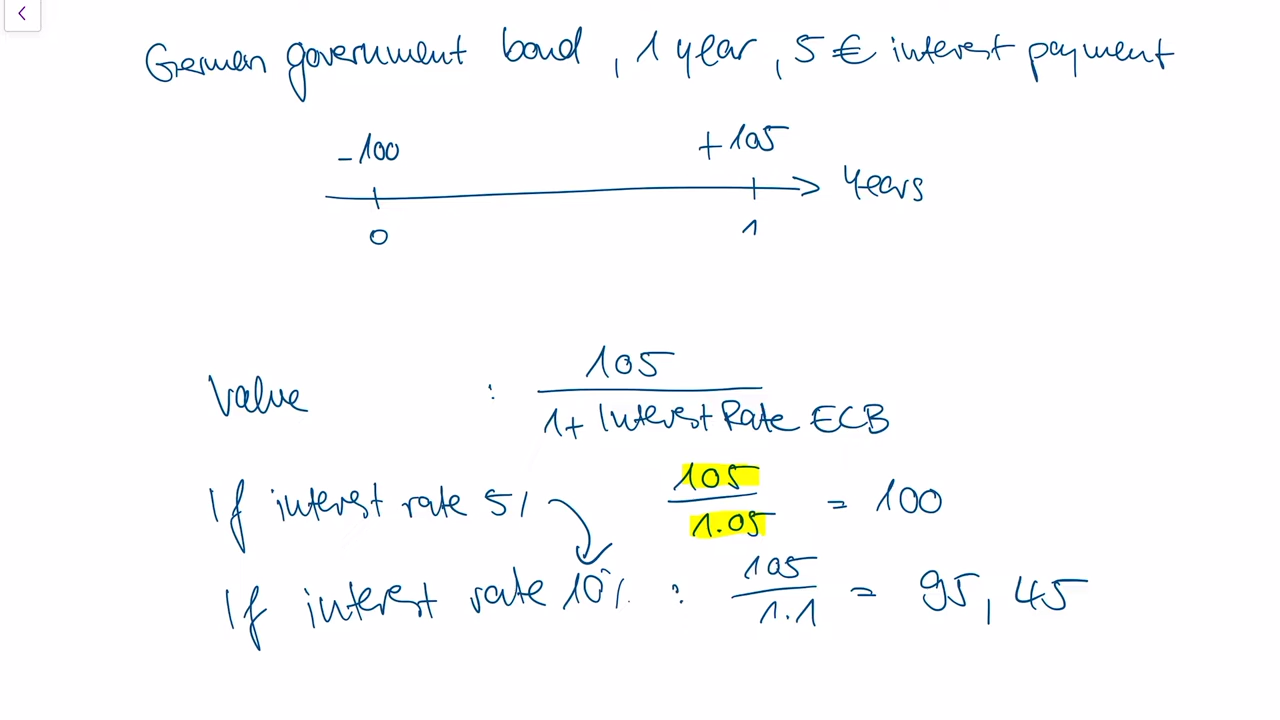 German government bond, 1 year, 5 € interest payment
-100 +105
Years
0 1
105
Value :
1+ Interest Rate ECB
If interest rate 5% 105 / 1.05 = 100
If interest rate 10% : 105 / 1.1 = 95,45